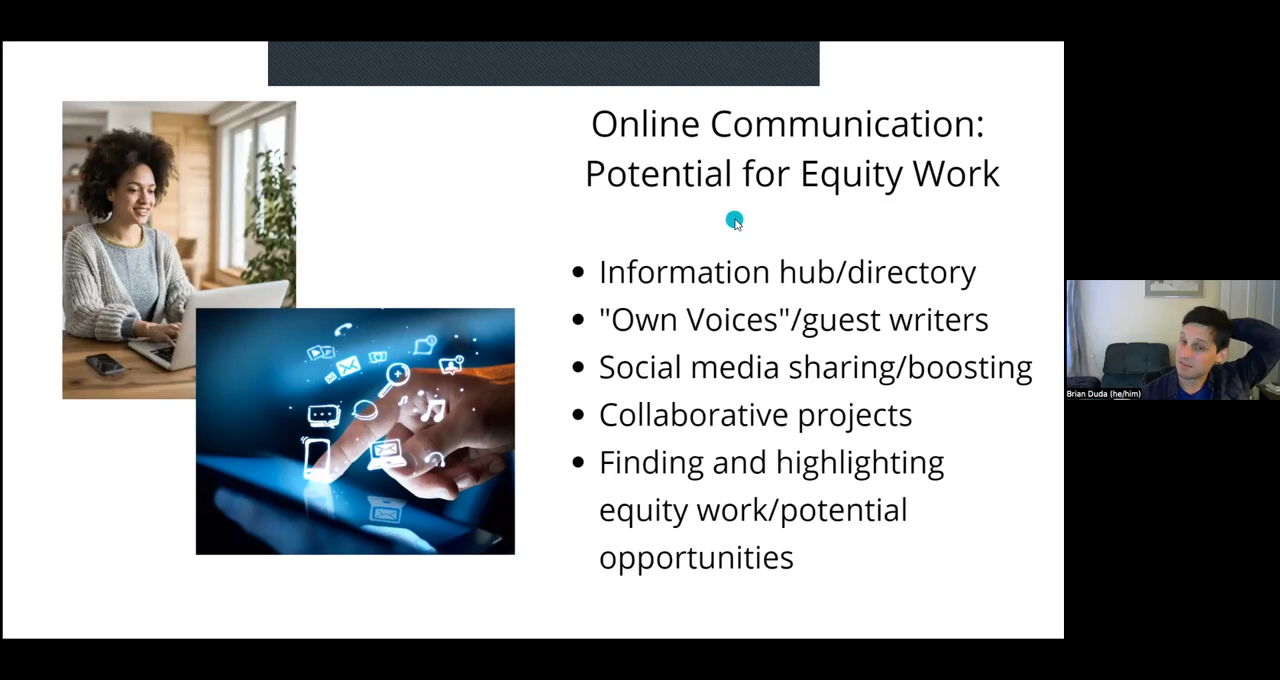 Online Communication:
Potential for Equity Work
Information hub/directory
"Own Voices"/guest writers
Social media sharing/boosting
Collaborative projects
Finding and highlighting
equity work/potential
opportunities
Brian Duda (he/him)